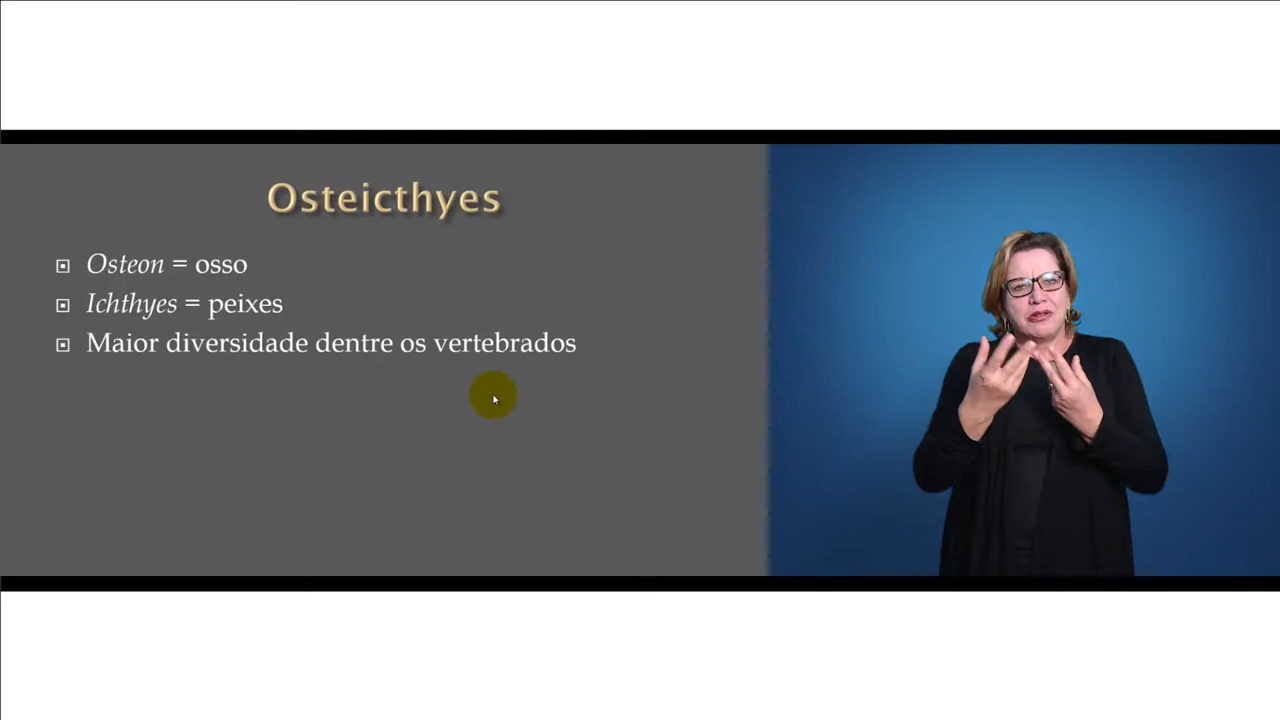 Osteicthyes
Osteon = osso
Ichthyes = peixes
Maior diversidade dentre os vertebrados